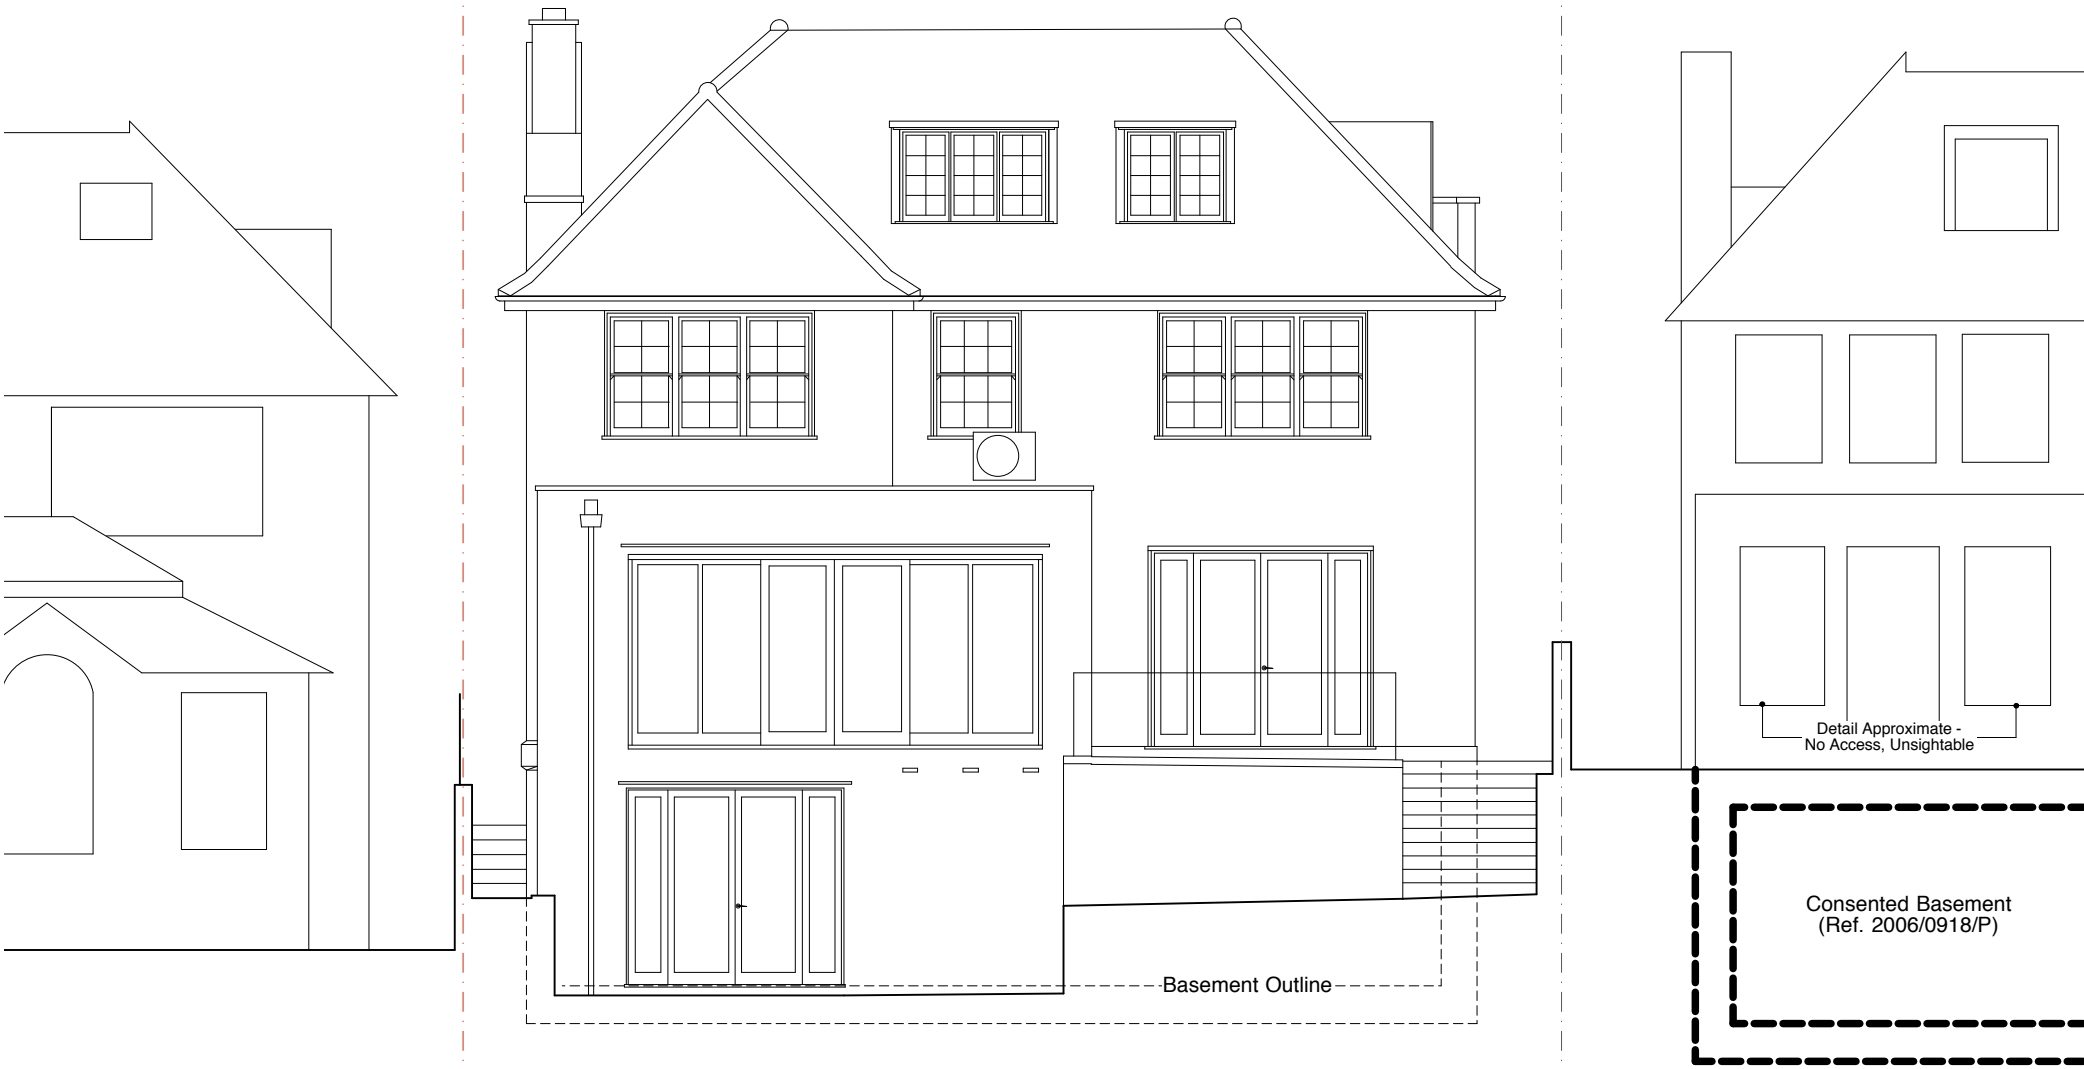 Detail Approximate -
No Access, Unsightable
Consented Basement
(Ref. 2006/0918/P)
Basement Outline